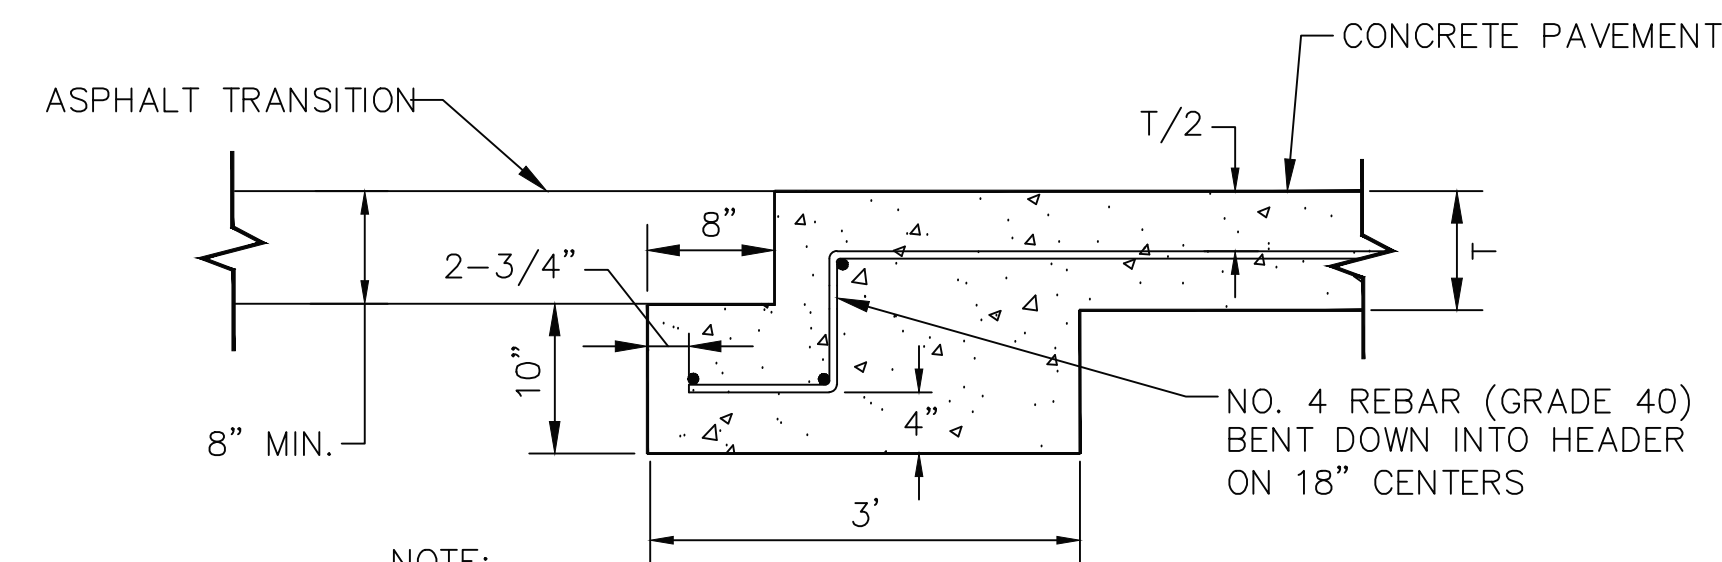 CONCRETE PAVEMENT
ASPHALT TRANSITION
T/2
8"
2-3/4"
T
10"
NO. 4 REBAR (GRADE 40)
BENT DOWN INTO HEADER
ON 18" CENTERS
4"
8" MIN.
3'
NOTE: